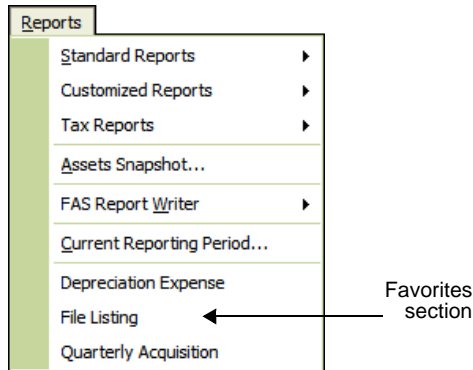 Reports
Standard Reports
Customized Reports
Tax Reports
Assets Snapshot...
FAS Report Writer
Current Reporting Period...
Depreciation Expense
File Listing
Quarterly Acquisition
Favorites
section